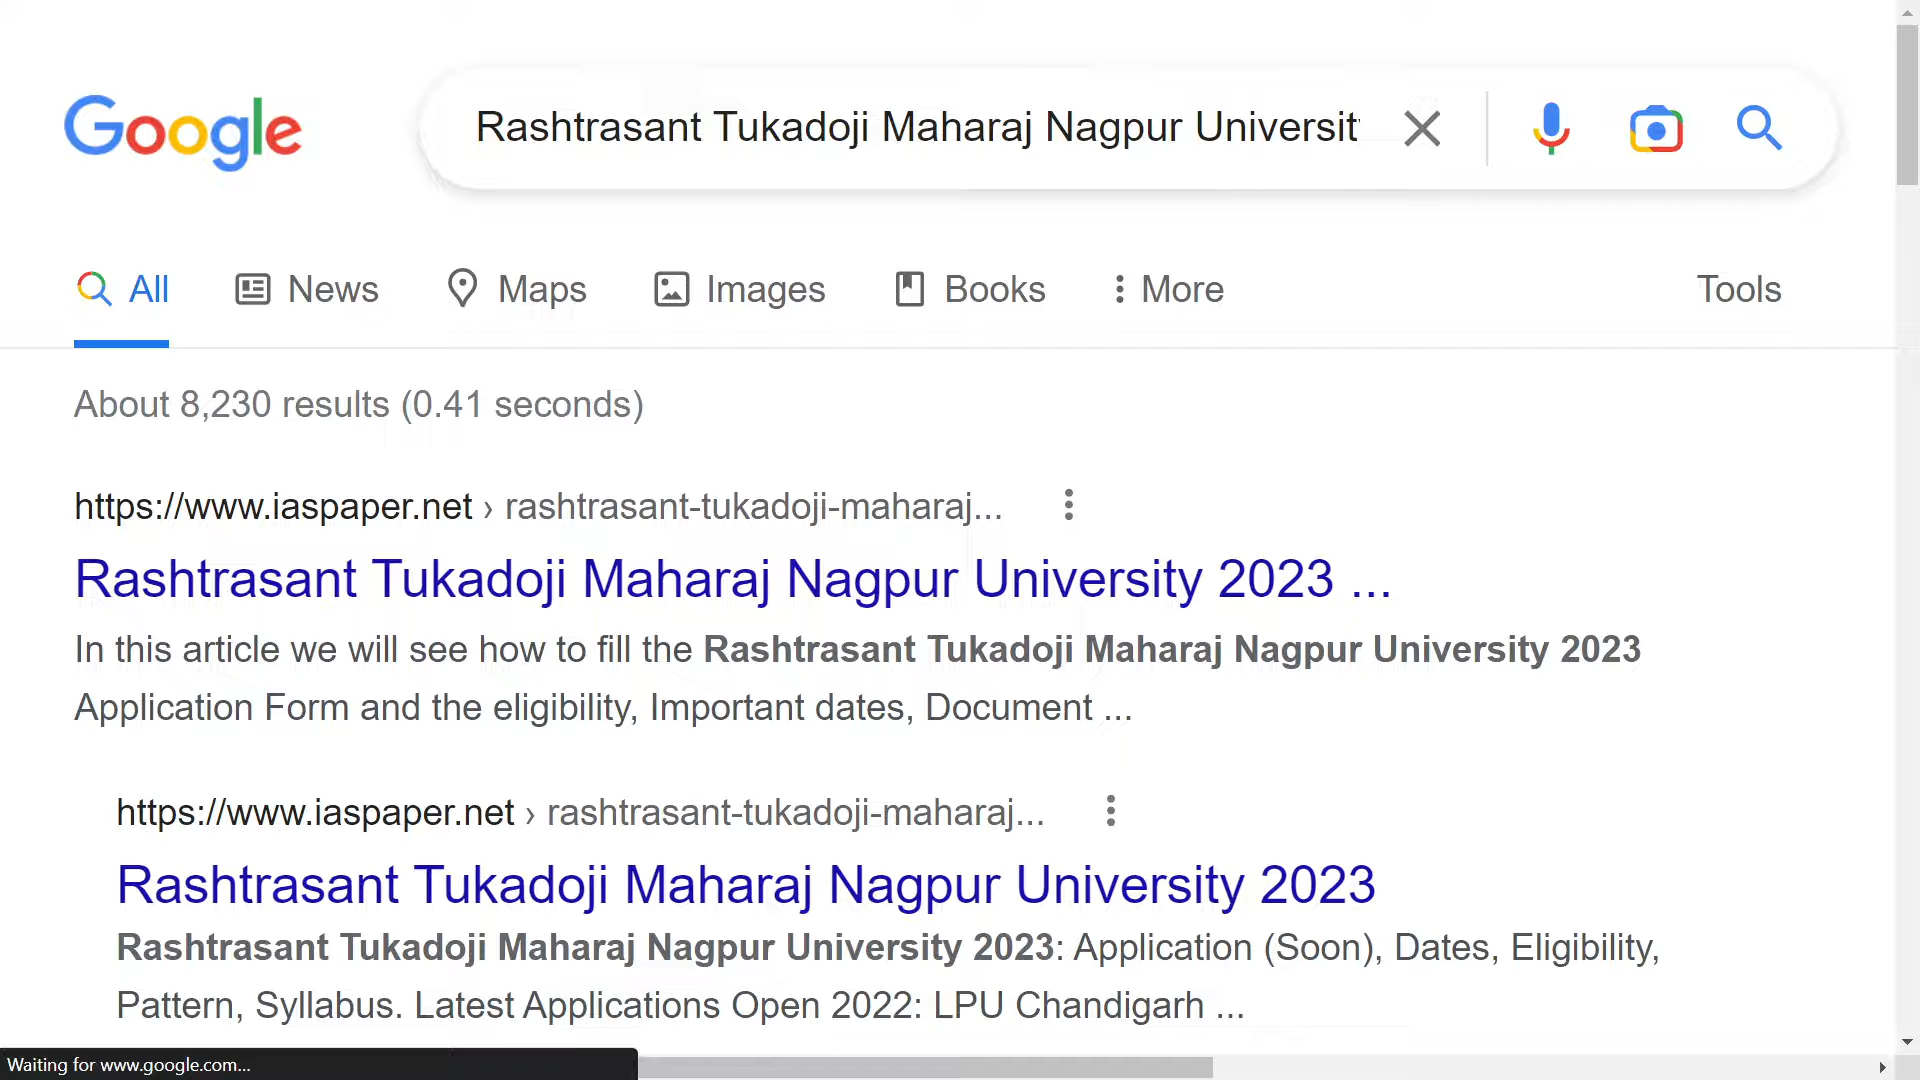 Google
Rashtrasant Tukadoji Maharaj Nagpur Universit
All News Maps Images Books More Tools
About 8,230 results (0.41 seconds)
https://www.iaspaper.net › rashtrasant-tukadoji-maharaj...
Rashtrasant Tukadoji Maharaj Nagpur University 2023 ...
In this article we will see how to fill the Rashtrasant Tukadoji Maharaj Nagpur University 2023
Application Form and the eligibility, Important dates, Document ...
https://www.iaspaper.net › rashtrasant-tukadoji-maharaj...
Rashtrasant Tukadoji Maharaj Nagpur University 2023
Rashtrasant Tukadoji Maharaj Nagpur University 2023: Application (Soon), Dates, Eligibility,
Pattern, Syllabus. Latest Applications Open 2022: LPU Chandigarh ...
Waiting for www.google.com...